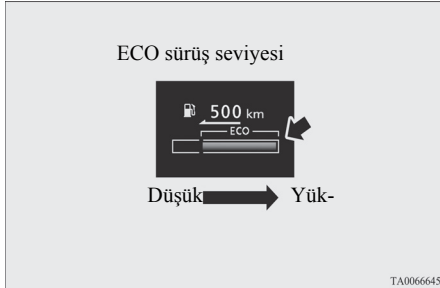 ECO sürüş seviyesi
500 km
ECO
Düşük Yük-
TA0066645